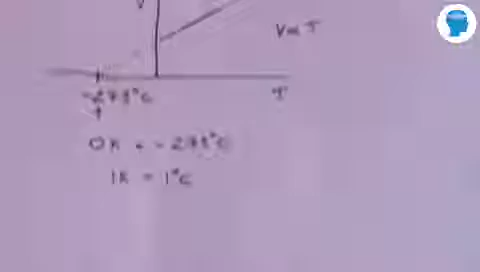 V
V ∝ T
-273°C
T
0K = -273°C
1K = 1°C